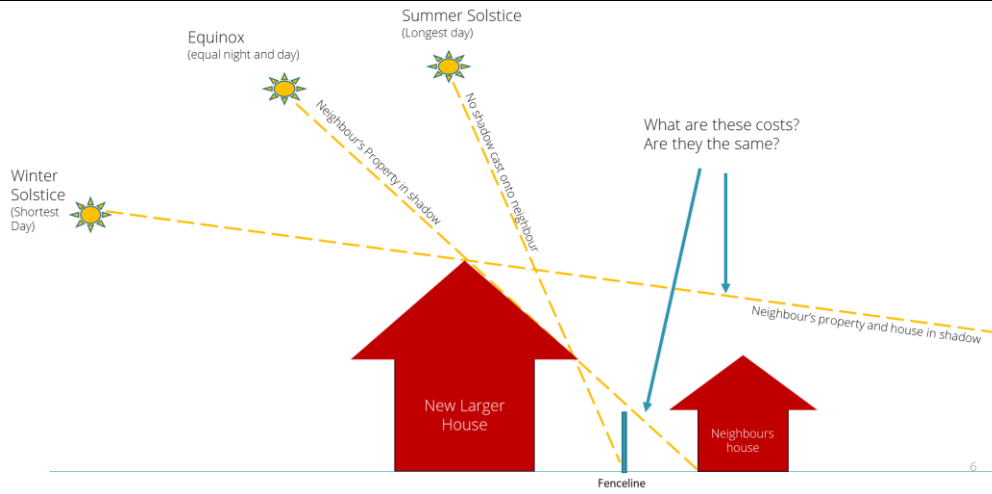 Summer Solstice
(Longest day)
Equinox
(equal night and day)
No shadow cast onto neighbour
Neighbour's Property in shadow
What are these costs?
Are they the same?
Winter
Solstice
(Shortest
Day)
Neighbour's property and house in shadow
New Larger
House
Neighbours
house
6
Fenceline